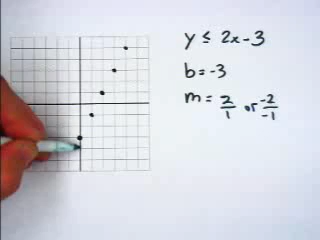 y ≤ 2x - 3
b = -3
m = 2/1 or -2/-1